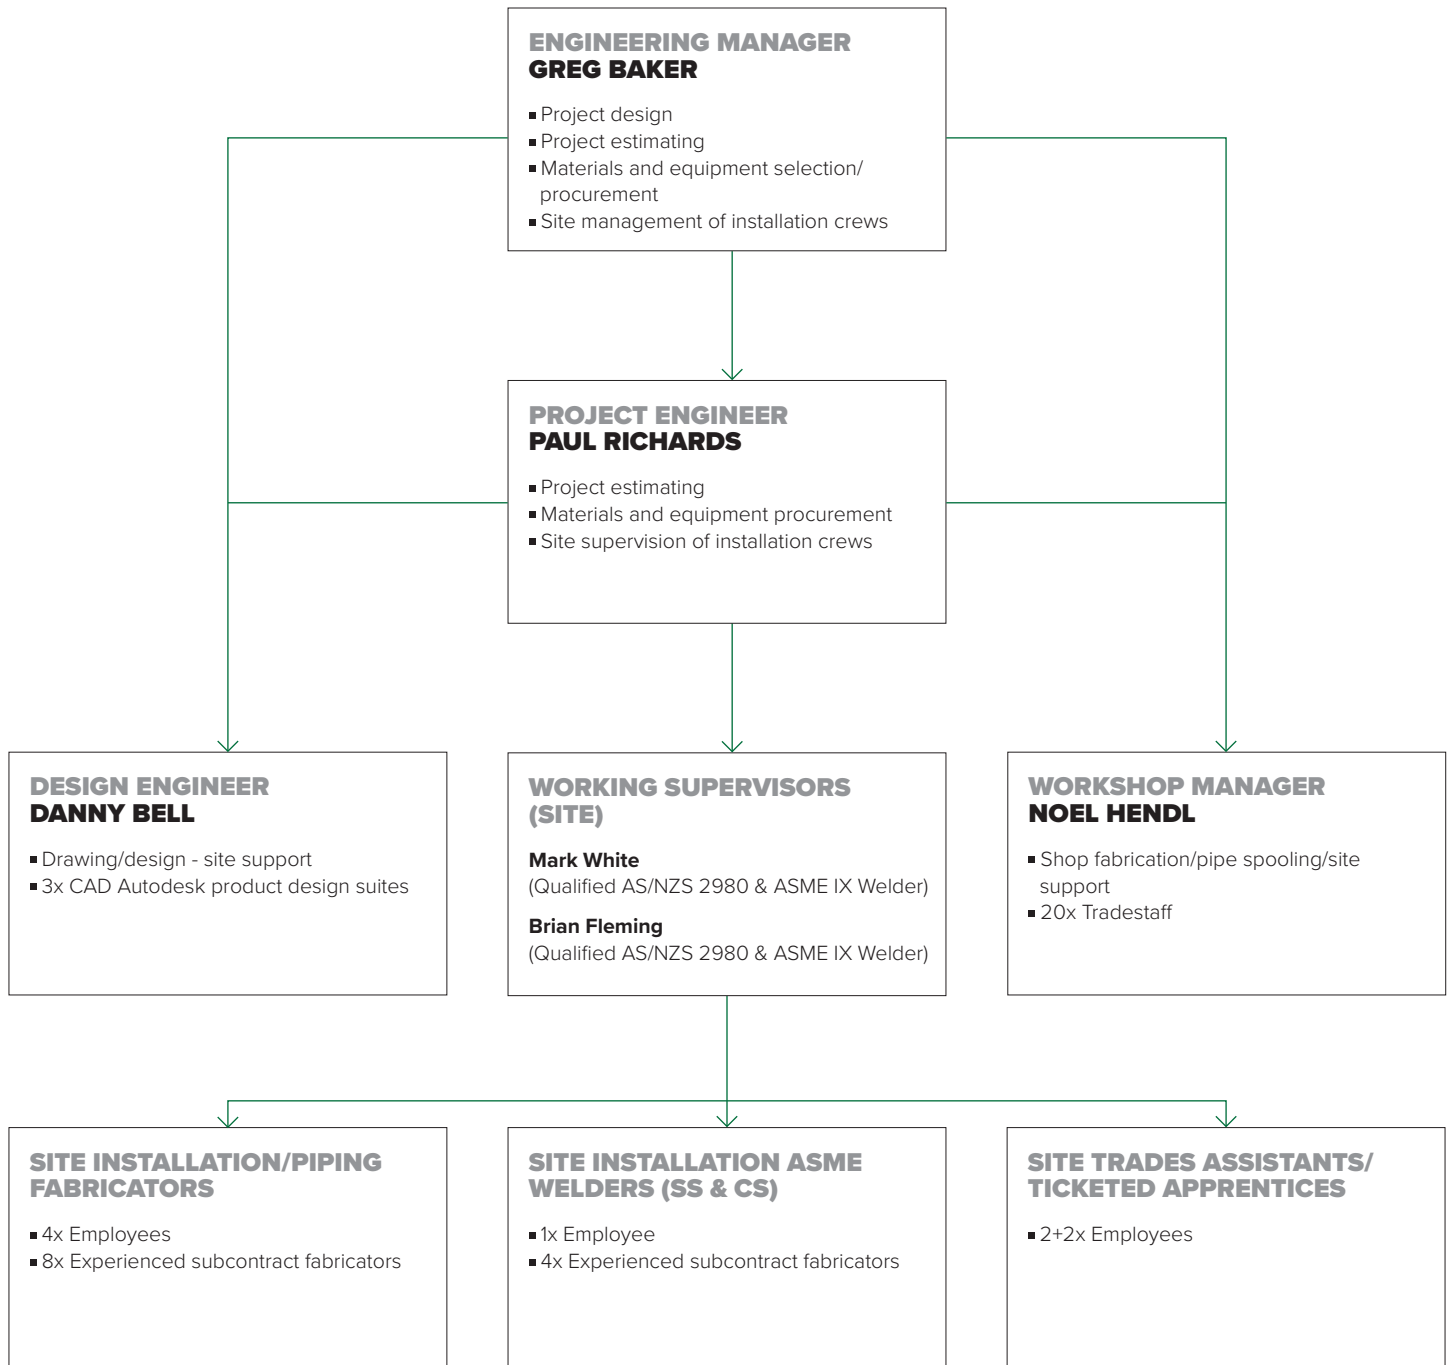 ENGINEERING MANAGER
GREG BAKER
▪ Project design
▪ Project estimating
▪ Materials and equipment selection/
procurement
▪ Site management of installation crews
PROJECT ENGINEER
PAUL RICHARDS
▪ Project estimating
▪ Materials and equipment procurement
▪ Site supervision of installation crews
DESIGN ENGINEER
DANNY BELL
▪ Drawing/design - site support
▪ 3x CAD Autodesk product design suites
WORKING SUPERVISORS
(SITE)
Mark White
(Qualified AS/NZS 2980 & ASME IX Welder)
Brian Fleming
(Qualified AS/NZS 2980 & ASME IX Welder)
WORKSHOP MANAGER
NOEL HENDL
▪ Shop fabrication/pipe spooling/site
support
▪ 20x Tradestaff
SITE INSTALLATION/PIPING
FABRICATORS
▪ 4x Employees
▪ 8x Experienced subcontract fabricators
SITE INSTALLATION ASME
WELDERS (SS & CS)
▪ 1x Employee
▪ 4x Experienced subcontract fabricators
SITE TRADES ASSISTANTS/
TICKETED APPRENTICES
▪ 2+2x Employees